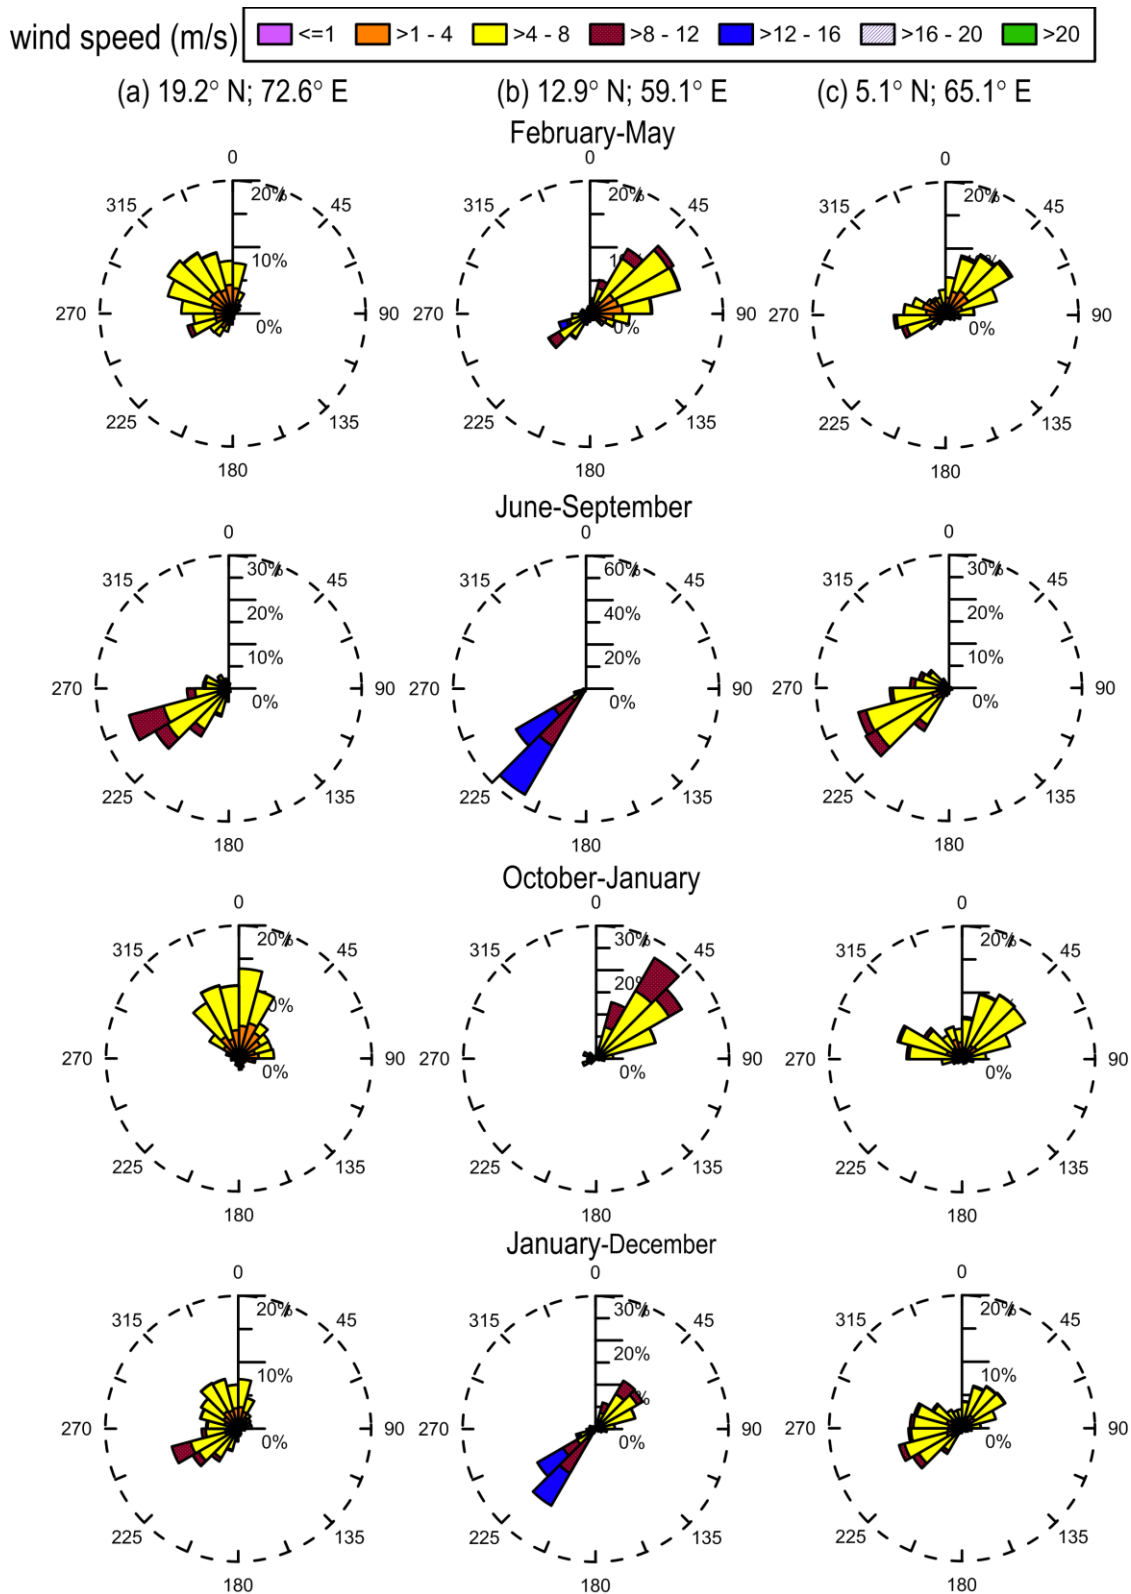 wind speed (m/s) <=1 >1 - 4 >4 - 8 >8 - 12 >12 - 16 >16 - 20 >20
(a) 19.2° N; 72.6° E (b) 12.9° N; 59.1° E (c) 5.1° N; 65.1° E
February-May
0 0 0
315 20% 45 315 20% 45 315 20% 45
10%
270 0% 90 270 0% 90 270 0% 90
225 135 225 135 225 135
180 180 180
June-September
0 0 0
315 30% 45 315 60% 45 315 30% 45
20% 40% 20%
10% 20% 10%
270 0% 90 270 0% 90 270 0% 90
225 135 225 135 225 135
180 180 180
October-January
0 0 0
315 20% 45 315 30% 45 315 20% 45
20%
270 0% 90 270 0% 90 270 0% 90
225 135 225 135 225 135
180 180 180
January-December
0 0 0
315 20% 45 315 30% 45 315 20% 45
10% 20% 10%
270 0% 90 270 0% 90 270 0% 90
225 135 225 135 225 135
180 180 180